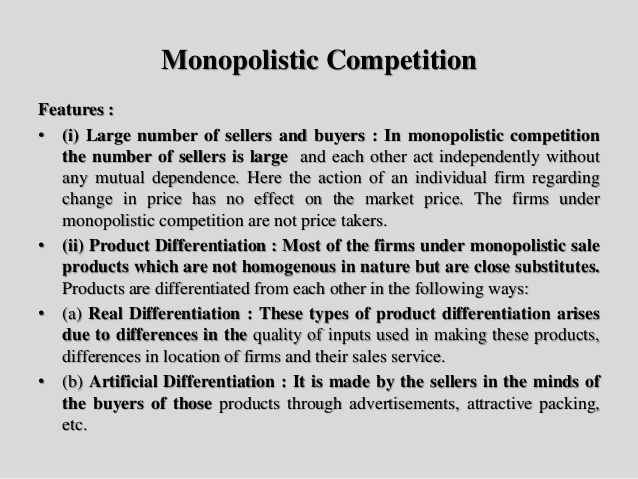 Monopolistic Competition
Features :
• (i) Large number of sellers and buyers : In monopolistic competition
the number of sellers is large and each other act independently without
any mutual dependence. Here the action of an individual firm regarding
change in price has no effect on the market price. The firms under
monopolistic competition are not price takers.
• (ii) Product Differentiation : Most of the firms under monopolistic sale
products which are not homogenous in nature but are close substitutes.
Products are differentiated from each other in the following ways:
• (a) Real Differentiation : These types of product differentiation arises
due to differences in the quality of inputs used in making these products,
differences in location of firms and their sales service.
• (b) Artificial Differentiation : It is made by the sellers in the minds of
the buyers of those products through advertisements, attractive packing,
etc.